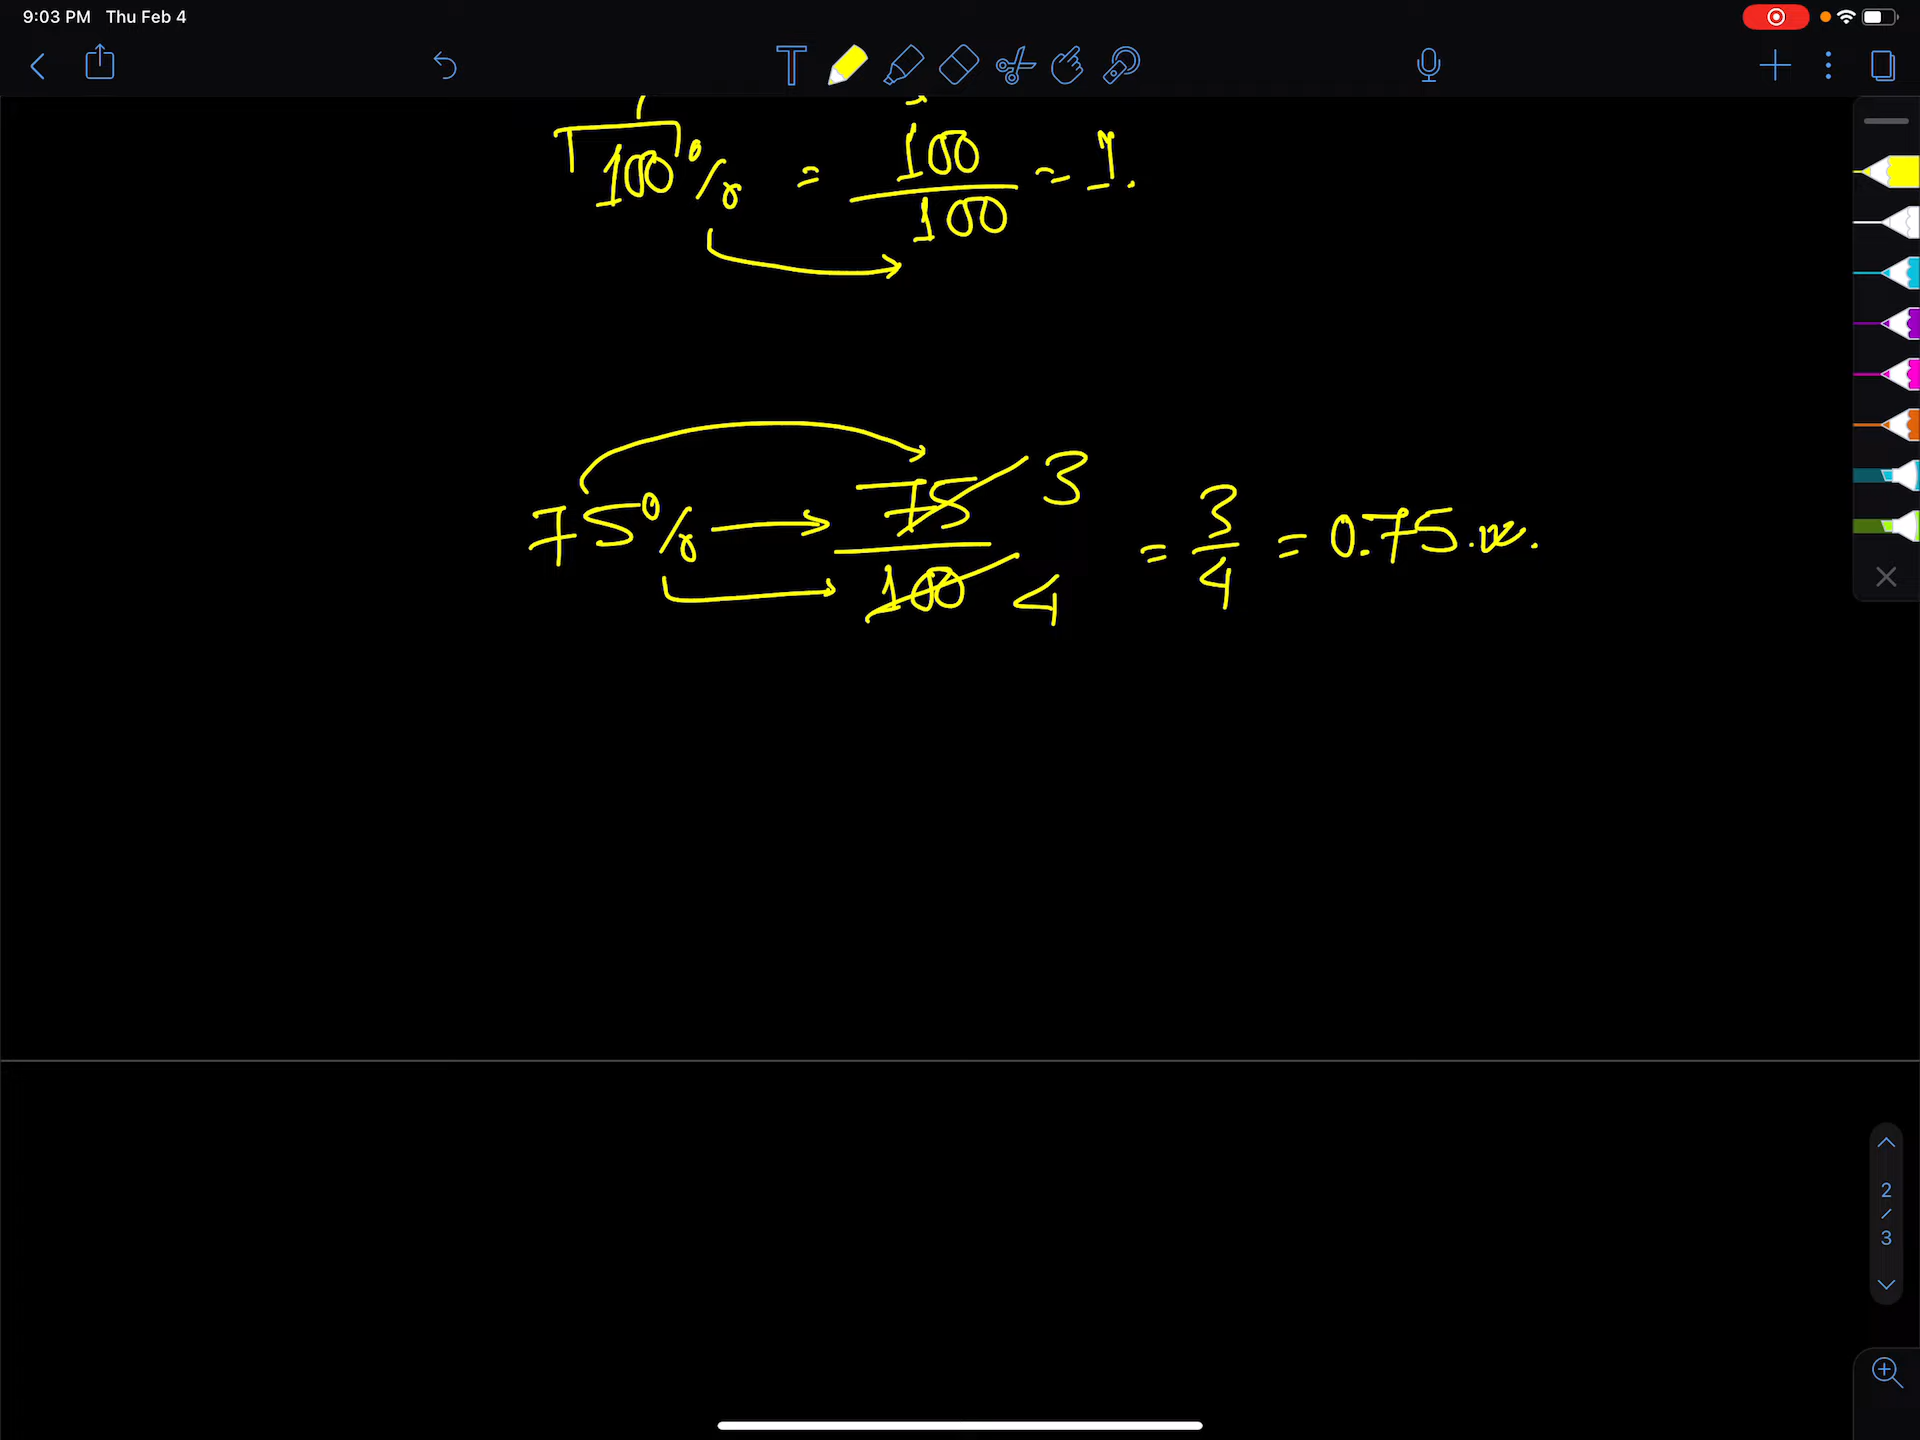 9:03 PM Thu Feb 4
100% = 100/100 = 1.
75% → 75/100 3/4 = 3/4 = 0.75
2
/
3